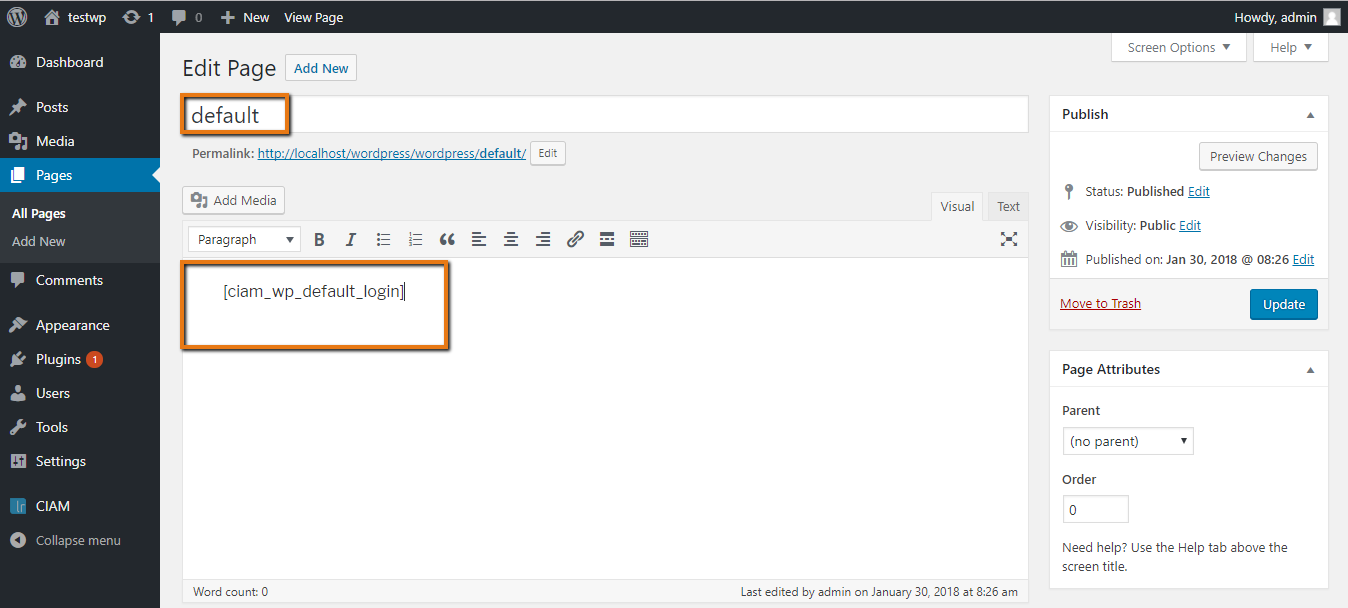 testwp 1 0 New View Page Howdy, admin
Dashboard
Posts
Media
Pages
All Pages
Add New
Comments
Appearance
Plugins 1
Users
Tools
Settings
lr CIAM
Collapse menu
Screen Options Help
Edit Page Add New
default
Permalink: http://localhost/wordpress/wordpress/default/ Edit
Add Media
Visual Text
Paragraph B I
[ciam_wp_default_login]
Word count: 0 Last edited by admin on January 30, 2018 at 8:26 am
Publish
Preview Changes
Status: Published Edit
Visibility: Public Edit
Published on: Jan 30, 2018 @ 08:26 Edit
Move to Trash Update
Page Attributes
Parent
(no parent)
Order
0
Need help? Use the Help tab above the
screen title.